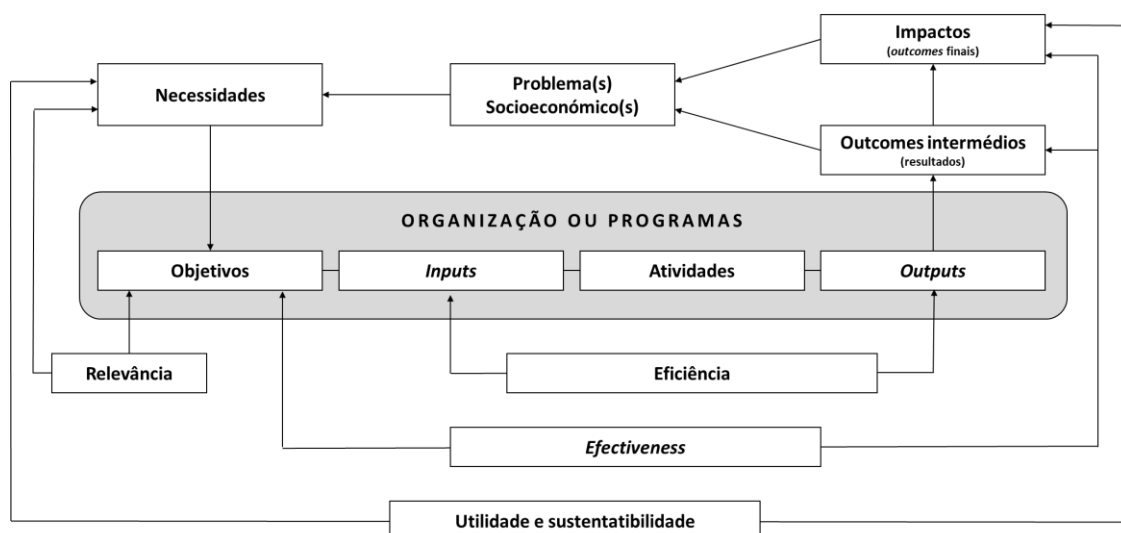 Impactos
(outcomes finais)
Necessidades
Problema(s)
Socioeconómico(s)
Outcomes intermédios
(resultados)
ORGANIZAÇÃO OU PROGRAMAS
Objetivos
Inputs
Atividades
Outputs
Relevância
Eficiência
Efectiveness
Utilidade e sustentatibilidade